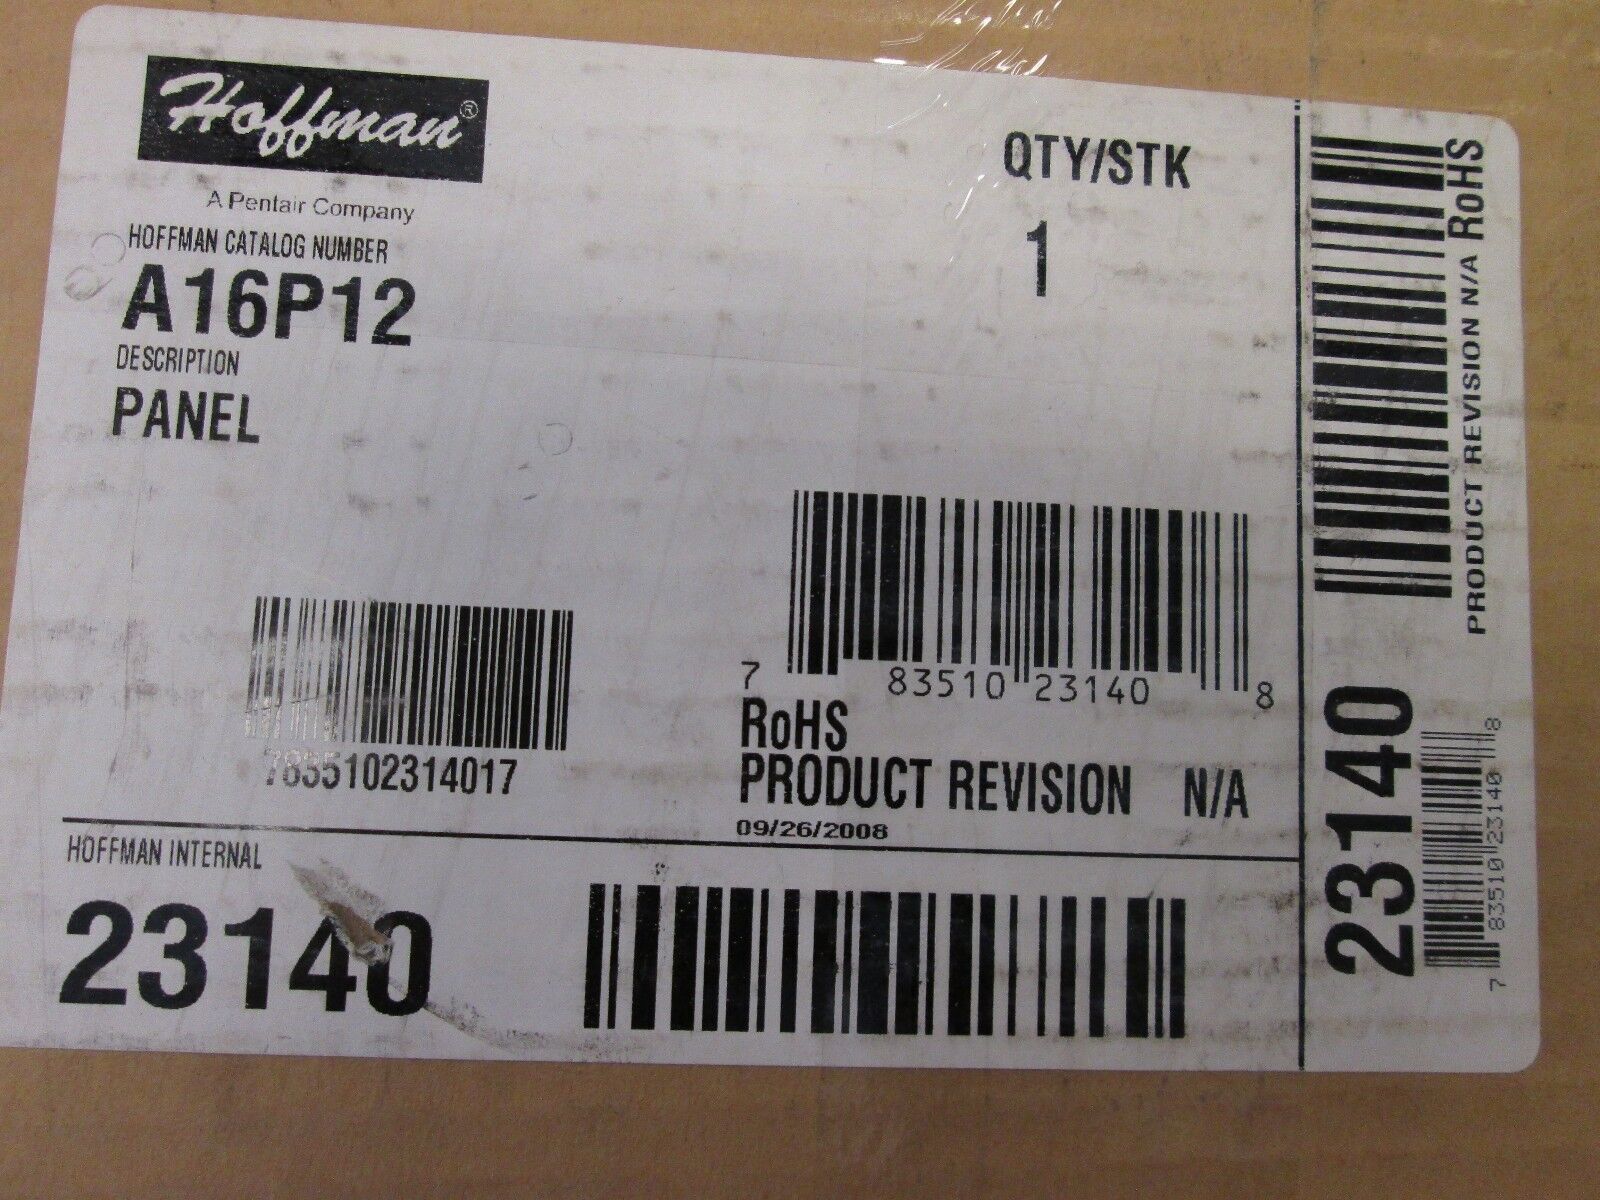 Hoffman®
A Pentair Company
HOFFMAN CATALOG NUMBER
A16P12
DESCRIPTION
PANEL
QTY/STK
1
7 83510 23140 8
RoHS
PRODUCT REVISION N/A
09/26/2008
HOFFMAN INTERNAL
23140
PRODUCT REVISION N/A RoHS
23140
7 83510 23140 8